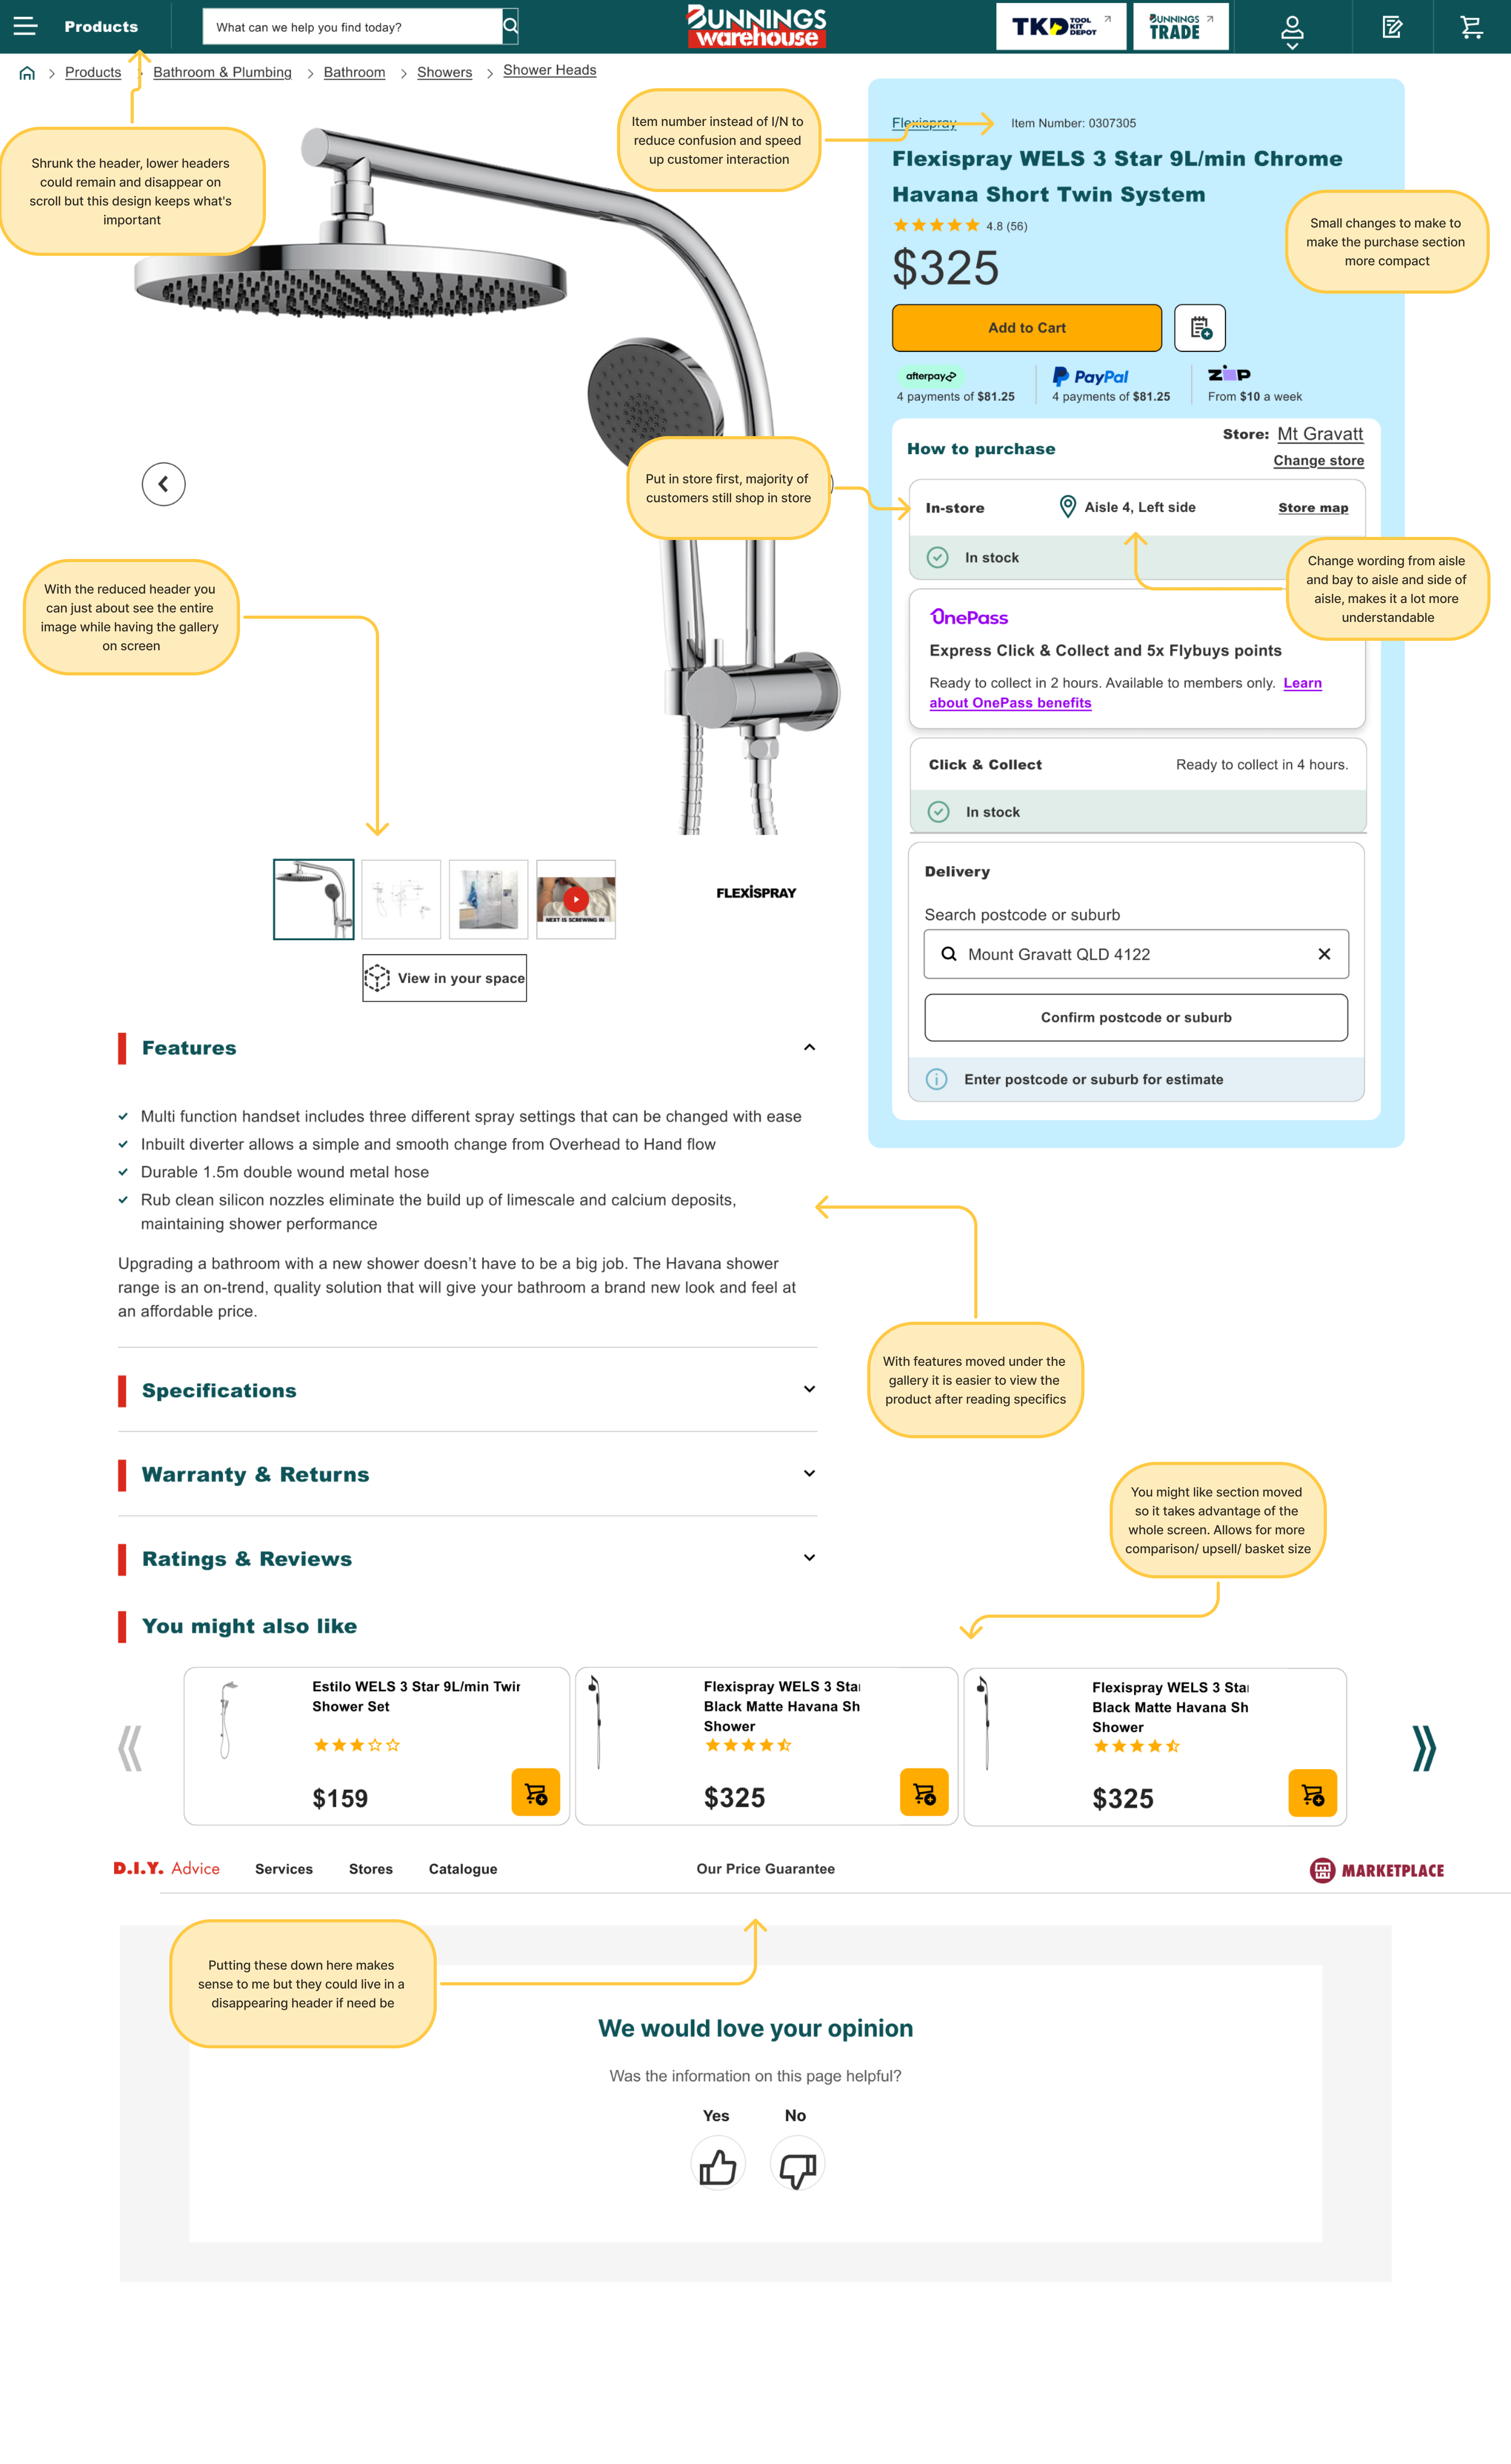 Products
What can we help you find today?
BUNNINGS
warehouse
TKD TOOL KIT DEPOT
BUNNINGS
TRADE
Products
Bathroom & Plumbing
Bathroom
Showers
Shower Heads
Shrunk the header, lower headers
could remain and disappear on
scroll but this design keeps what's
important
Item number instead of I/N to
reduce confusion and speed
up customer interaction
Flexispray
Item Number: 0307305
Flexispray WELS 3 Star 9L/min Chrome
Havana Short Twin System
4.8 (56)
$325
Small changes to make to
make the purchase section
more compact
Add to Cart
afterpay
4 payments of $81.25
PayPal
4 payments of $81.25
ZIP
From $10 a week
How to purchase
Store: Mt Gravatt
Change store
Put in store first, majority of
customers still shop in store
In-store
Aisle 4, Left side
Store map
In stock
Change wording from aisle
and bay to aisle and side of
aisle, makes it a lot more
understandable
OnePass
Express Click & Collect and 5x Flybuys points
Ready to collect in 2 hours. Available to members only. Learn
about OnePass benefits
Click & Collect
Ready to collect in 4 hours.
In stock
With the reduced header you
can just about see the entire
image while having the gallery
on screen
Delivery
Search postcode or suburb
Mount Gravatt QLD 4122
Confirm postcode or suburb
Enter postcode or suburb for estimate
NEXT IS SCREWING IN
FLEXISPRAY
View in your space
Features
Multi function handset includes three different spray settings that can be changed with ease
Inbuilt diverter allows a simple and smooth change from Overhead to Hand flow
Durable 1.5m double wound metal hose
Rub clean silicon nozzles eliminate the build up of limescale and calcium deposits,
maintaining shower performance
Upgrading a bathroom with a new shower doesn't have to be a big job. The Havana shower
range is an on-trend, quality solution that will give your bathroom a brand new look and feel at
an affordable price.
With features moved under the
gallery it is easier to view the
product after reading specifics
Specifications
Warranty & Returns
Ratings & Reviews
You might like section moved
so it takes advantage of the
whole screen. Allows for more
comparison/ upsell/ basket size
You might also like
Estilo WELS 3 Star 9L/min Twin
Shower Set
$159
Flexispray WELS 3 Star
Black Matte Havana Sh
Shower
$325
Flexispray WELS 3 Star
Black Matte Havana Sh
Shower
$325
D.I.Y. Advice
Services
Stores
Catalogue
Our Price Guarantee
MARKETPLACE
Putting these down here makes
sense to me but they could live in a
disappearing header if need be
We would love your opinion
Was the information on this page helpful?
Yes
No